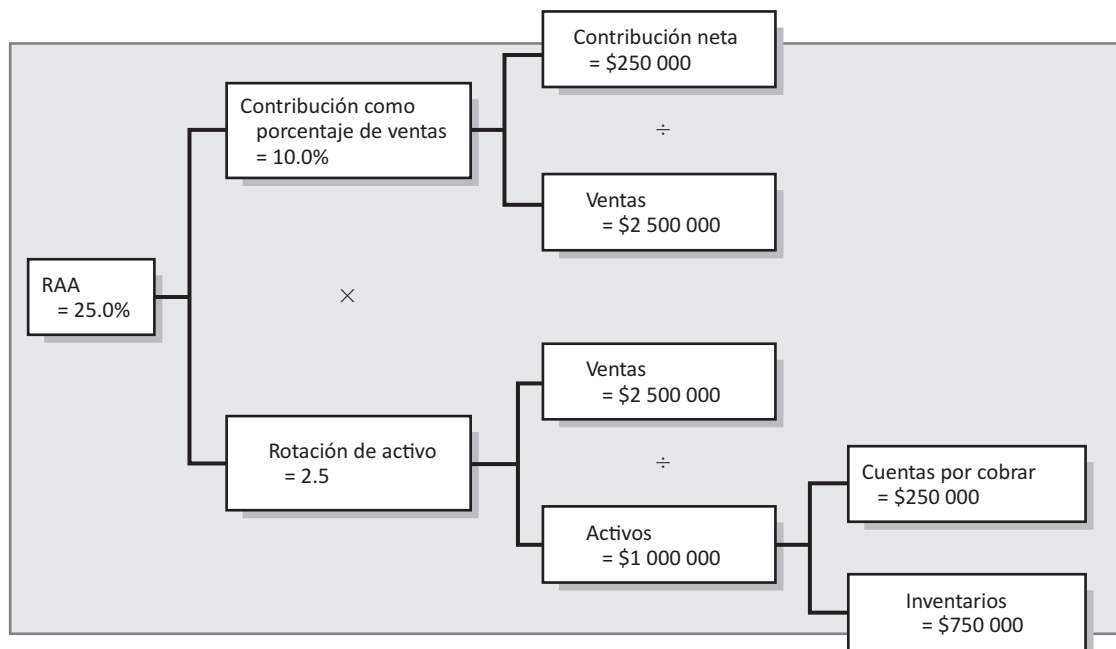 Contribución neta
= $250 000
Contribución como
porcentaje de ventas
= 10.0%
÷
Ventas
= $2 500 000
RAA
= 25.0%
×
Ventas
= $2 500 000
Rotación de activo
= 2.5
÷
Cuentas por cobrar
= $250 000
Activos
= $1 000 000
Inventarios
= $750 000